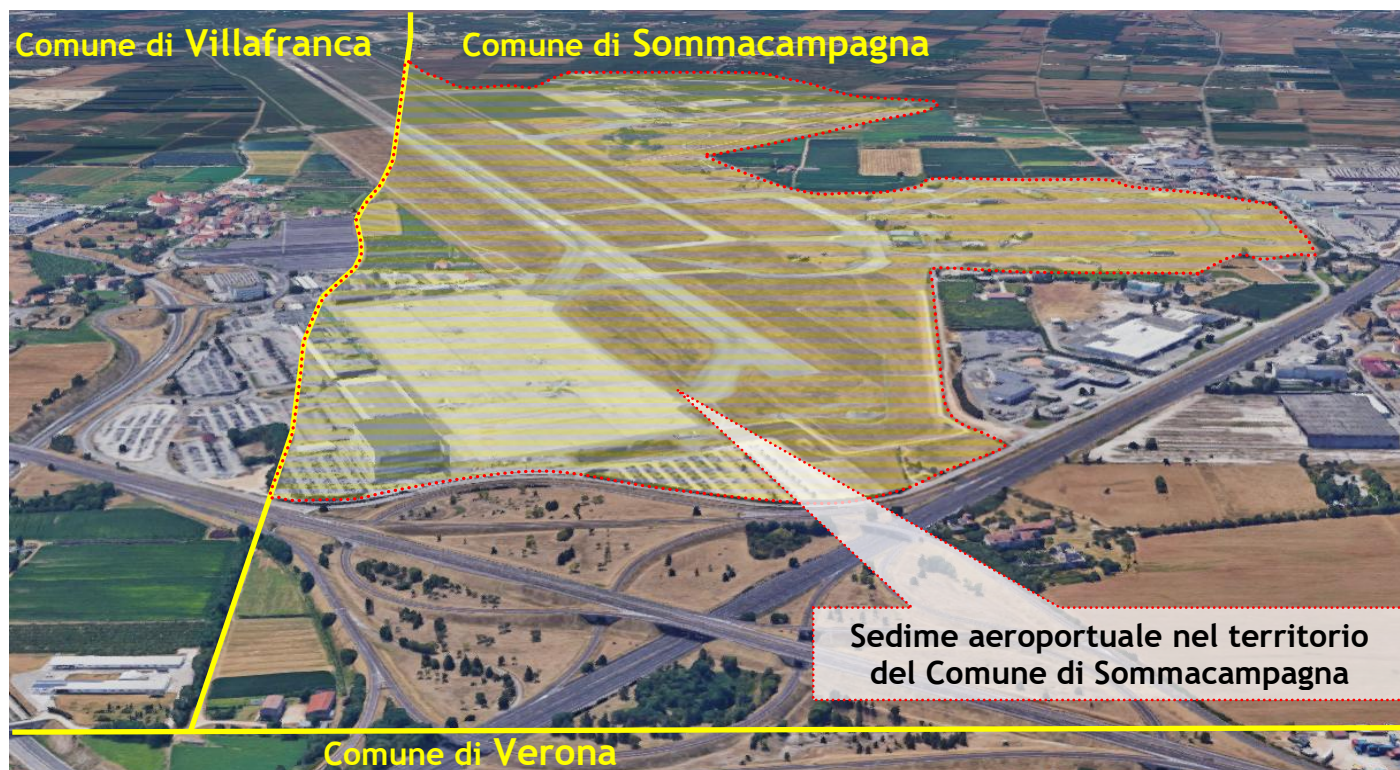 Comune di Villafranca
Comune di Sommacampagna
Sedime aeroportuale nel territorio
del Comune di Sommacampagna
Comune di Verona